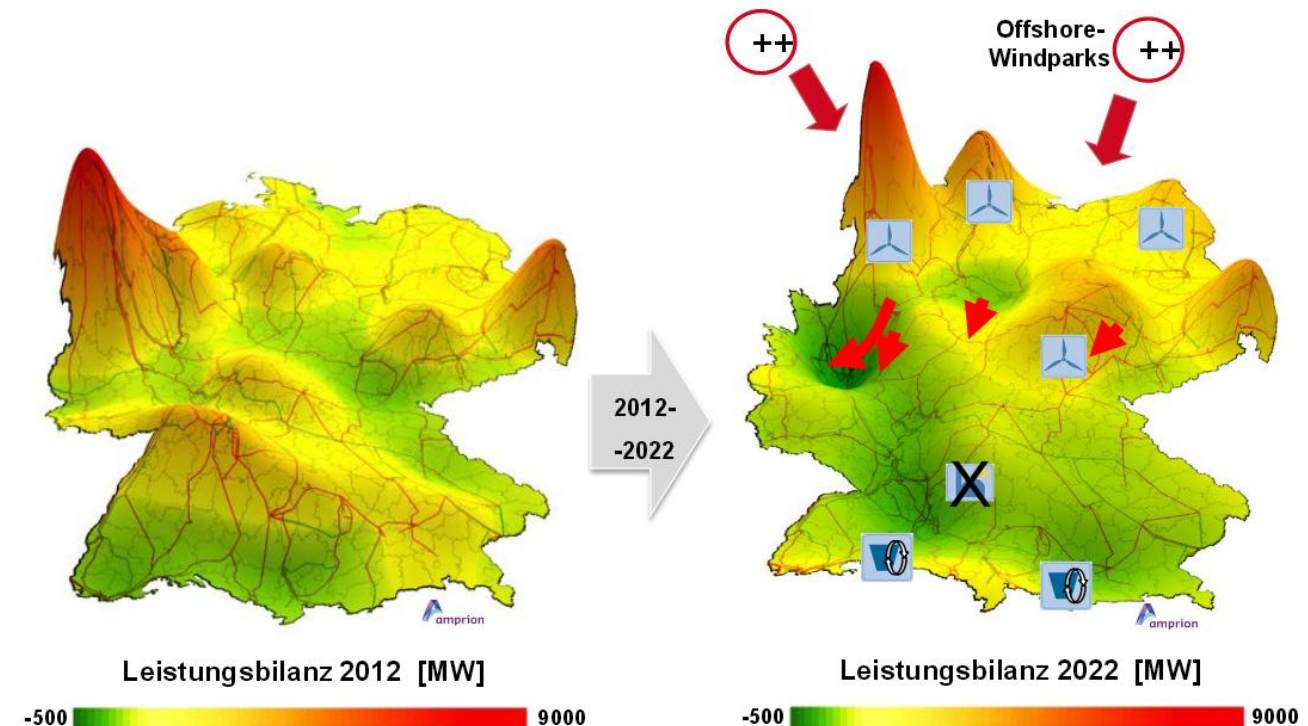 ++
Offshore-
Windparks
++
2012-
-2022
X
amprion
amprion
Leistungsbilanz 2012 [MW]
Leistungsbilanz 2022 [MW]
-500
9000
-500
9000